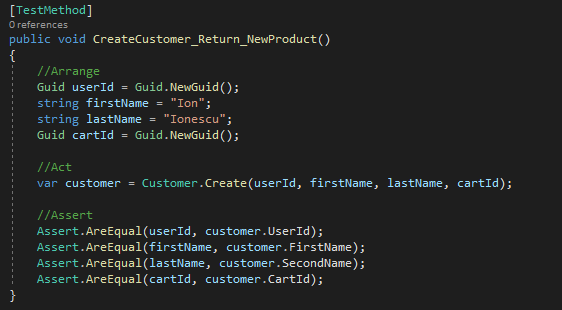 [TestMethod]
0 references
public void CreateCustomer_Return_NewProduct()
{
//Arrange
Guid userId = Guid.NewGuid();
string firstName = "Ion";
string lastName = "Ionescu";
Guid cartId = Guid.NewGuid();
//Act
var customer = Customer.Create(userId, firstName, lastName, cartId);
//Assert
Assert.AreEqual(userId, customer.UserId);
Assert.AreEqual(firstName, customer.FirstName);
Assert.AreEqual(lastName, customer.SecondName);
Assert.AreEqual(cartId, customer.CartId);
}